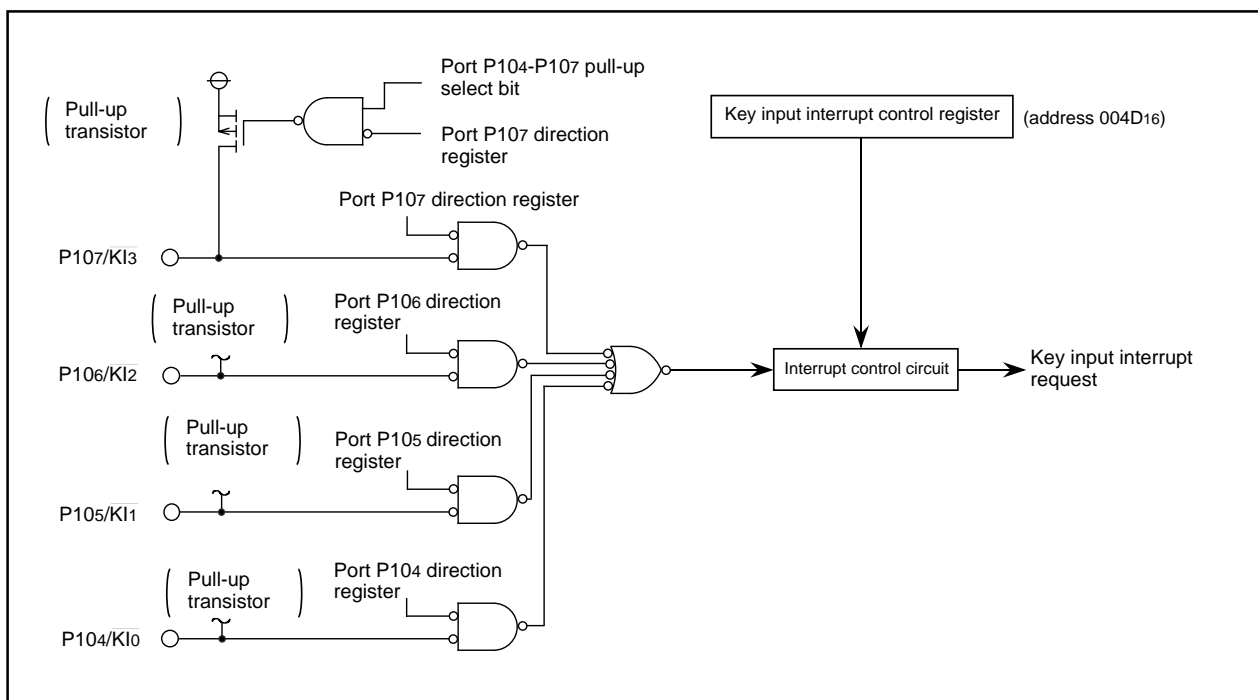 Port P104-P107 pull-up
select bit
Pull-up
transistor
Key input interrupt control register
(address 004D16)
Port P107 direction
register
Port P107 direction register
P107/KI3
Pull-up
transistor
Port P106 direction
register
P106/KI2
Interrupt control circuit
Key input interrupt
request
Pull-up
transistor
Port P105 direction
register
P105/KI1
Pull-up
transistor
Port P104 direction
register
P104/KI0